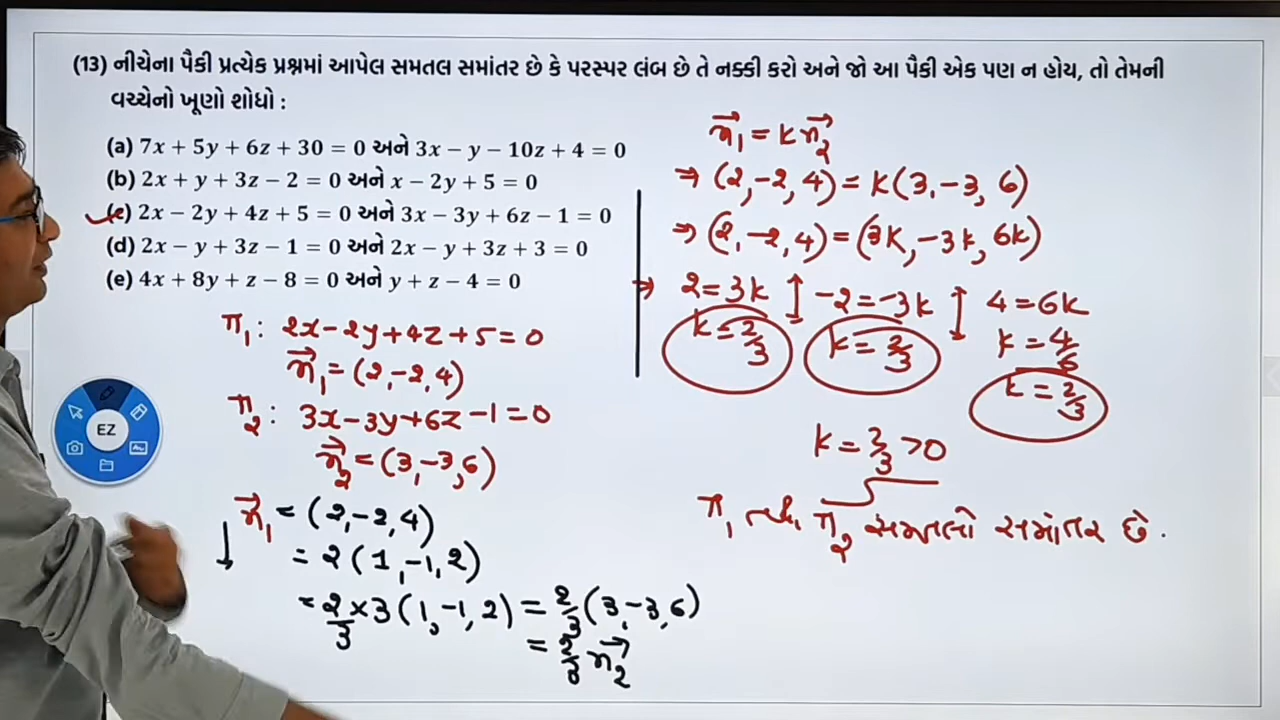 (13) નીચેના પૈકી પ્રત્યેક પ્રશ્નમાં આપેલ સમતલ સમાંતર છે કે પરસ્પર લંબ છે તે નક્કી કરો અને જો આ પૈકી એક પણ ન હોય, તો તેમની
વચ્ચેનો ખૂણો શોધો :
(a) 7x + 5y + 6z + 30 = 0 અને 3x − y − 10z + 4 = 0
(b) 2x + y + 3z − 2 = 0 અને x − 2y + 5 = 0
(c) 2x − 2y + 4z + 5 = 0 અને 3x − 3y + 6z − 1 = 0
(d) 2x − y + 3z − 1 = 0 અને 2x − y + 3z + 3 = 0
(e) 4x + 8y + z − 8 = 0 અને y + z − 4 = 0
π₁: 2x−2y+4z+5=0
n⃗₁=(2,−2,4)
π₂: 3x−3y+6z−1=0
n⃗₂=(3,−3,6)
n⃗₁ = (2,−2,4)
= 2(1,−1,2)
= 2/3 × 3(1,−1,2) = 2/3(3,−3,6)
= 2/3 n⃗₂
n⃗₁ = k n⃗₂
⇒ (2,−2,4) = k(3,−3,6)
⇒ (2,−2,4) = (3k,−3k,6k)
⇒ 2=3k −2=−3k 4=6k
k=2/3 k=2/3 k=4/6
k=2/3
k=2/3>0
π₁ તથા π₂ સમતલો સમાંતર છે.
EZ